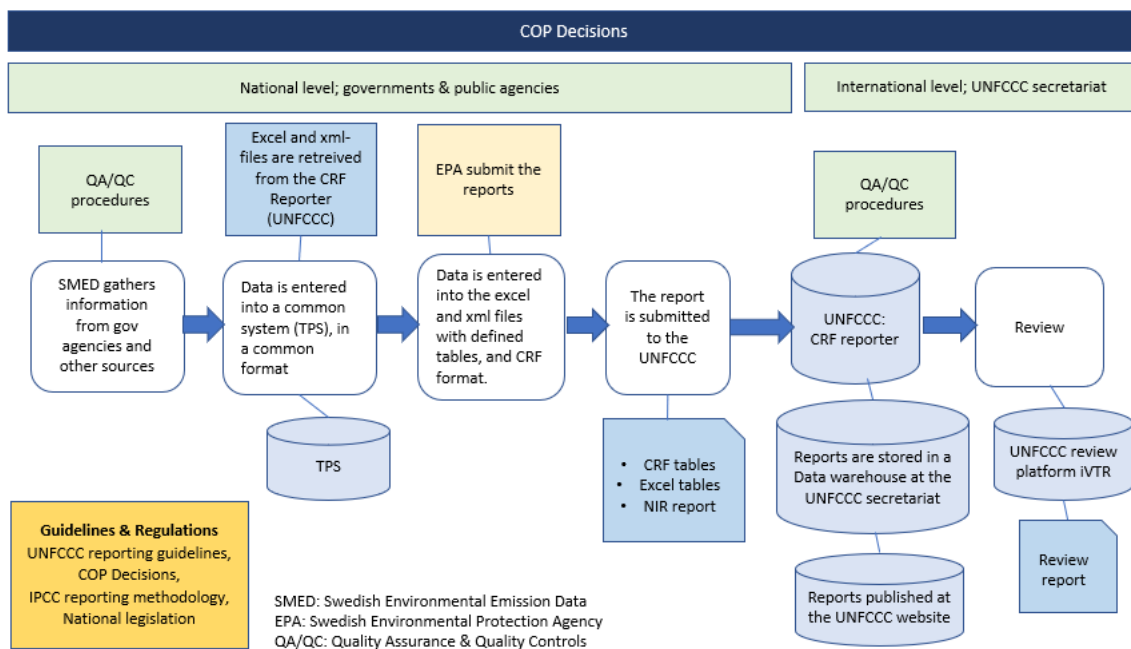 COP Decisions
National level; governments & public agencies
International level; UNFCCC secretariat
QA/QC
procedures
Excel and xml-
files are retreived
from the CRF
Reporter
(UNFCCC)
EPA submit the
reports
QA/QC
procedures
SMED gathers
information
from gov
agencies and
other sources
Data is entered
into a common
system (TPS), in
a common
format
Data is entered
into the excel
and xml files
with defined
tables, and CRF
format.
The report
is submitted
to the
UNFCCC
UNFCCC:
CRF reporter
Review
TPS
• CRF tables
• Excel tables
• NIR report
Reports are stored in a
Data warehouse at the
UNFCCC secretariat
UNFCCC review
platform iVTR
Guidelines & Regulations
UNFCCC reporting guidelines,
COP Decisions,
IPCC reporting methodology,
National legislation
SMED: Swedish Environmental Emission Data
EPA: Swedish Environmental Protection Agency
QA/QC: Quality Assurance & Quality Controls
Reports published at
the UNFCCC website
Review
report